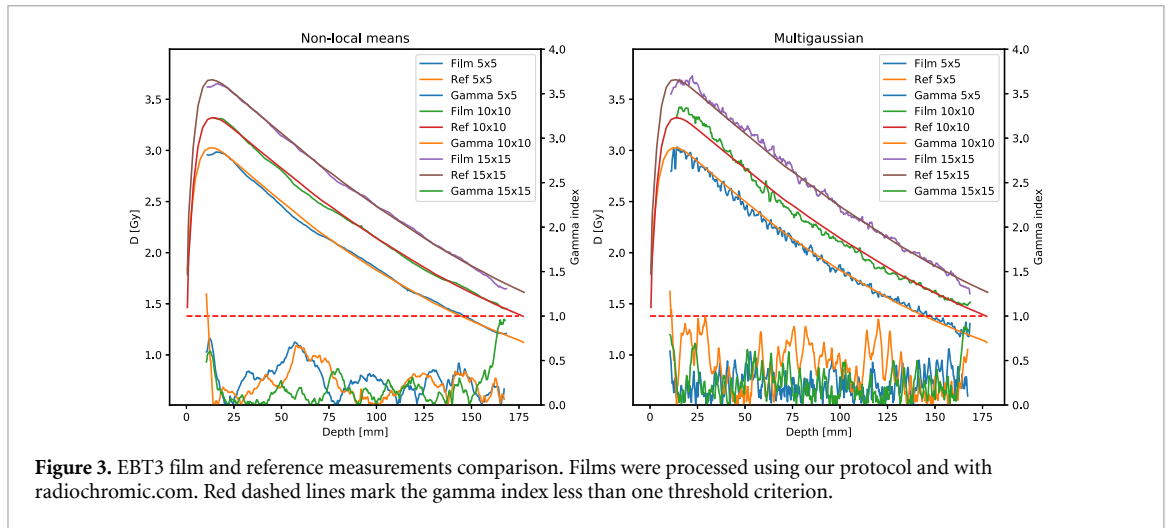 Non-local means
D [Gy]
3.5
3.0
2.5
2.0
1.5
1.0
Film 5x5
Ref 5x5
Gamma 5x5
Film 10x10
Ref 10x10
Gamma 10x10
Film 15x15
Ref 15x15
Gamma 15x15
4.0
3.5
3.0
2.5
2.0
1.5
1.0
0.5
0.0
Gamma index
0 25 50 75 100 125 150 175
Depth [mm]
Multigaussian
D [Gy]
3.5
3.0
2.5
2.0
1.5
1.0
Film 5x5
Ref 5x5
Gamma 5x5
Film 10x10
Ref 10x10
Gamma 10x10
Film 15x15
Ref 15x15
Gamma 15x15
4.0
3.5
3.0
2.5
2.0
1.5
1.0
0.5
0.0
Gamma index
0 25 50 75 100 125 150 175
Depth [mm]
Figure 3. EBT3 film and reference measurements comparison. Films were processed using our protocol and with
radiochromic.com. Red dashed lines mark the gamma index less than one threshold criterion.